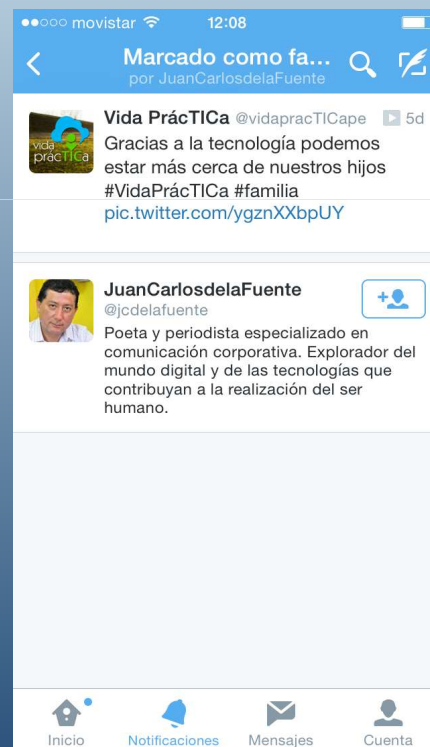 movistar 12:08
Marcado como fa...
por JuanCarlosdelaFuente
Vida PrácTICa @vidapracTICape 5d
Gracias a la tecnología podemos
estar más cerca de nuestros hijos
#VidaPrácTICa #familia
pic.twitter.com/ygznXXbpUY
vida
prácTICa
JuanCarlosdelaFuente
@jcdelafuente
Poeta y periodista especializado en
comunicación corporativa. Explorador del
mundo digital y de las tecnologías que
contribuyan a la realización del ser
humano.
Inicio Notificaciones Mensajes Cuenta